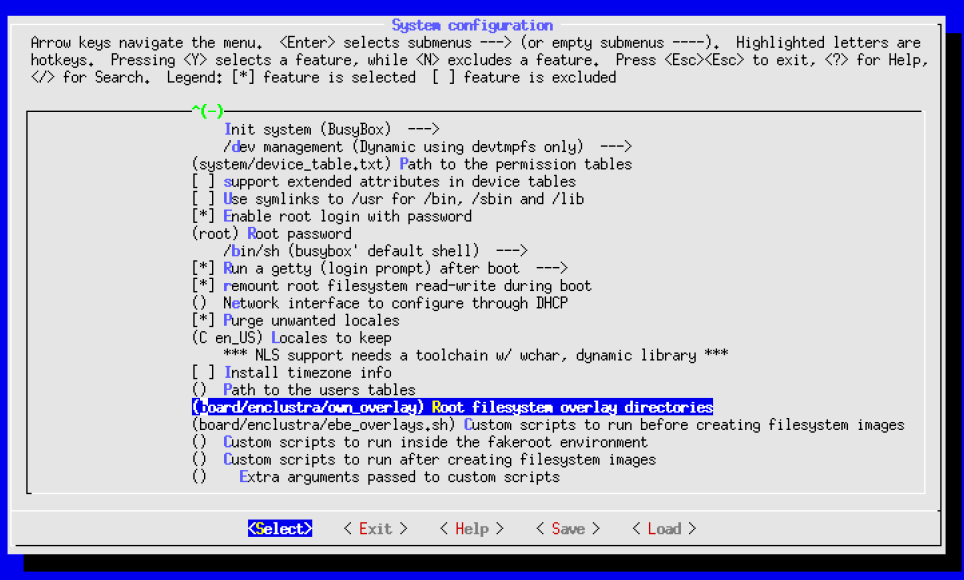 System configuration
Arrow keys navigate the menu.  <Enter> selects submenus ---> (or empty submenus ----).  Highlighted letters are
hotkeys.  Pressing <Y> selects a feature, while <N> excludes a feature.  Press <Esc><Esc> to exit, <?> for Help,
</> for Search.  Legend: [*] feature is selected  [ ] feature is excluded
^(-)
Init system (BusyBox)  --->
/dev management (Dynamic using devtmpfs only)  --->
(system/device_table.txt) Path to the permission tables
[ ] support extended attributes in device tables
[ ] Use symlinks to /usr for /bin, /sbin and /lib
[*] Enable root login with password
(root) Root password
/bin/sh (busybox' default shell)  --->
[*] Run a getty (login prompt) after boot  --->
[*] remount root filesystem read-write during boot
()  Network interface to configure through DHCP
[*] Purge unwanted locales
(C en_US) Locales to keep
*** NLS support needs a toolchain w/ wchar, dynamic library ***
[ ] Install timezone info
()  Path to the users tables
(board/enclustra/own_overlay) Root filesystem overlay directories
(board/enclustra/ebe_overlays.sh) Custom scripts to run before creating filesystem images
()  Custom scripts to run inside the fakeroot environment
()  Custom scripts to run after creating filesystem images
()    Extra arguments passed to custom scripts
<Select>    < Exit >    < Help >    < Save >    < Load >